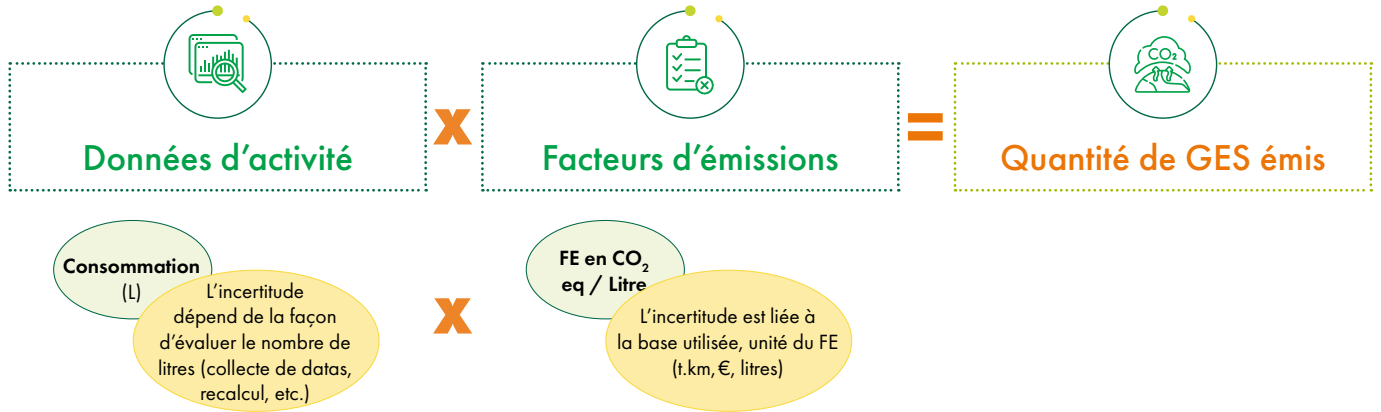 CO₂
Données d'activité
x
Facteurs d'émissions
=
Quantité de GES émis
Consommation
(L)
L'incertitude
dépend de la façon
d'évaluer le nombre de
litres (collecte de datas,
recalcul, etc.)
x
FE en CO₂
eq / Litre
L'incertitude est liée à
la base utilisée, unité du FE
(t.km, €, litres)